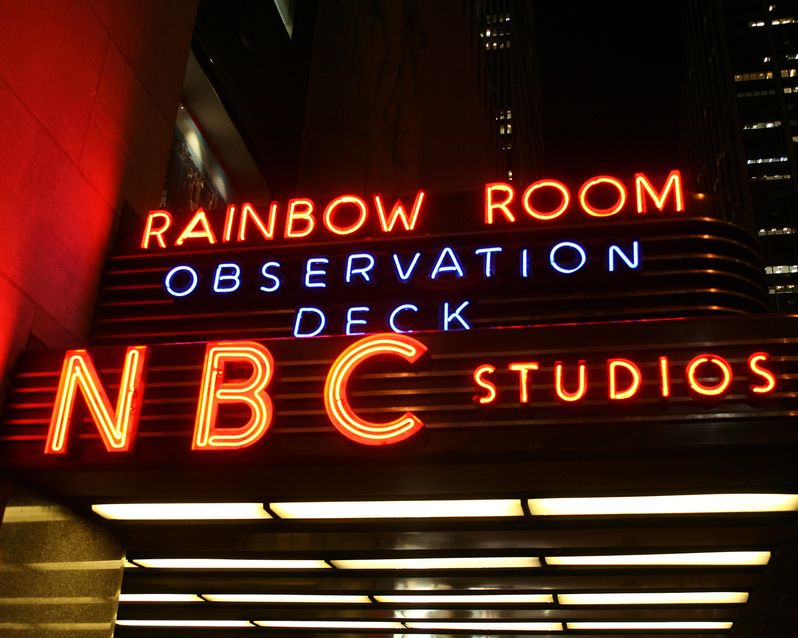 RAINBOW ROOM
OBSERVATION
DECK
NBC STUDIOS